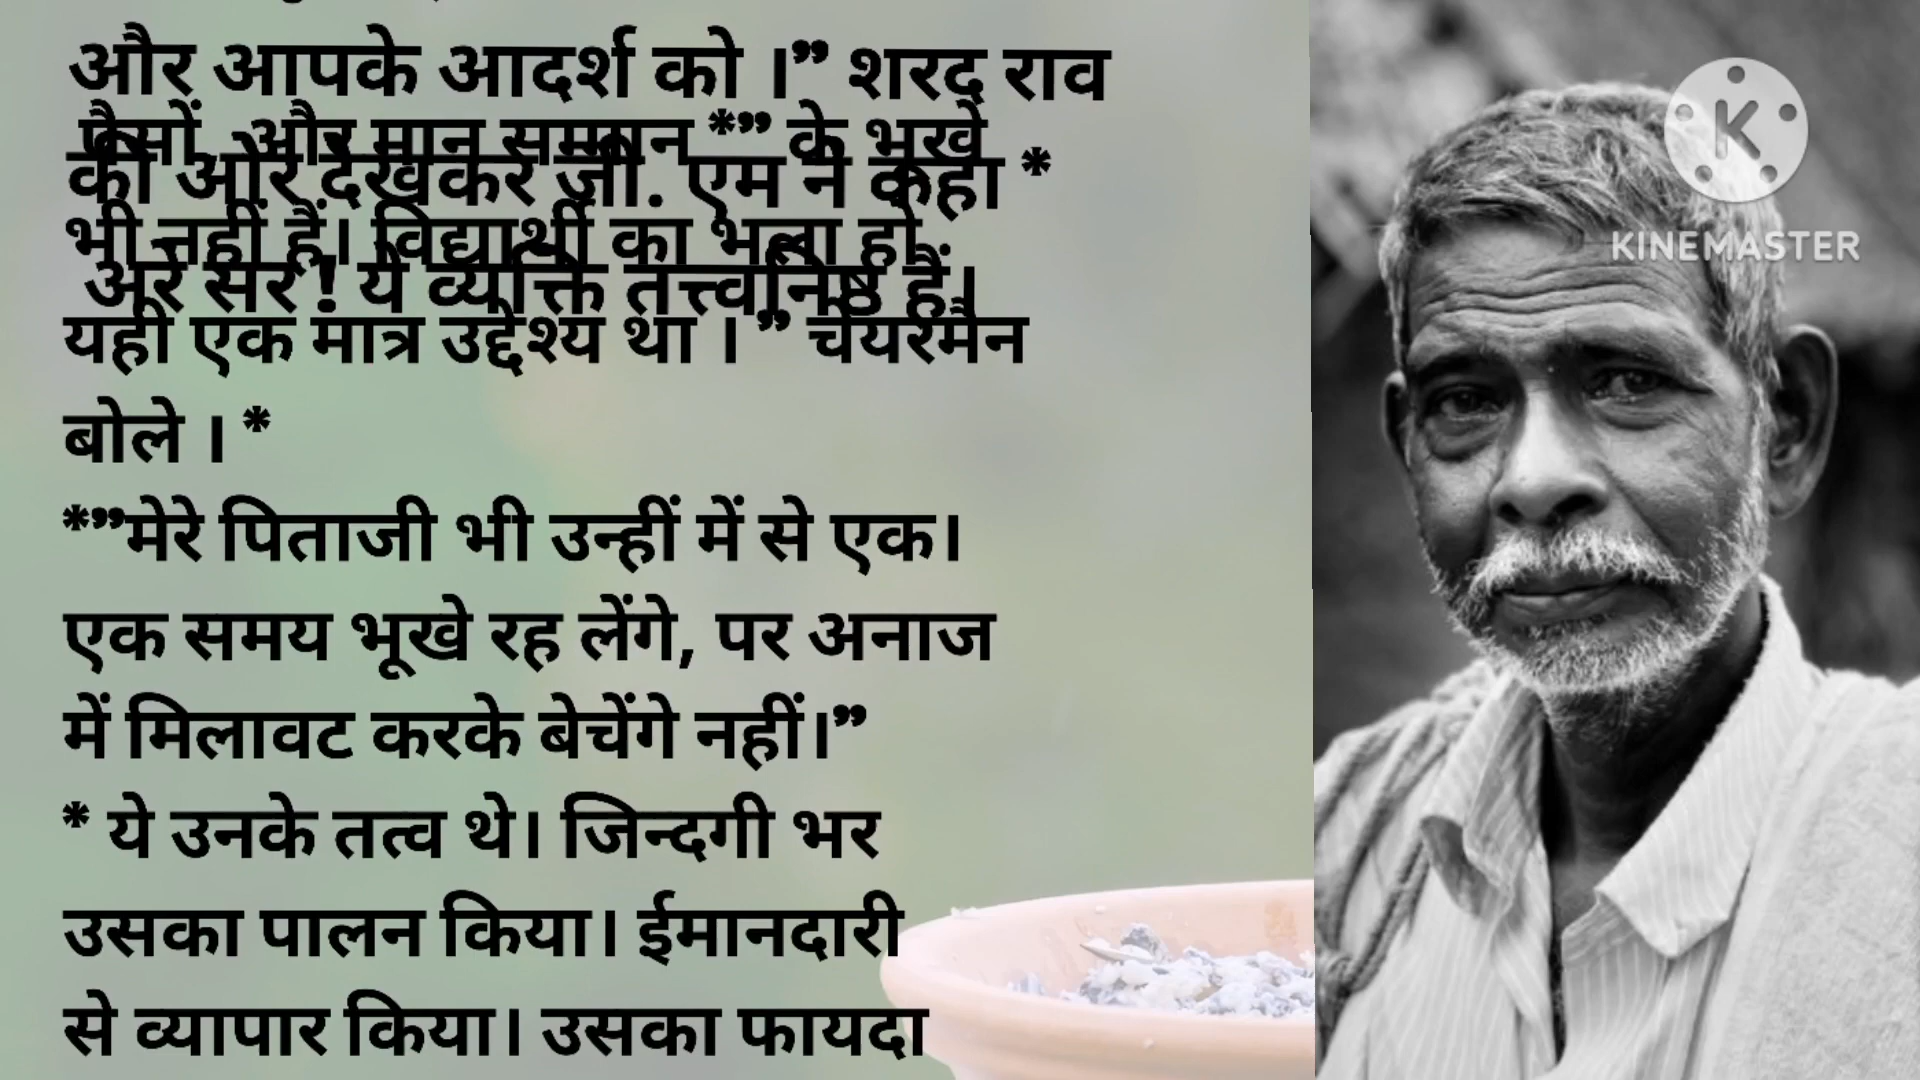 और आपके आदर्श को ।” शरद राव
पैसों, और मान सम्मान *” के भूखे
की ओर देखकर जी. एम ने कहा *
भी नहीं हैं। विद्यार्थी का भला हो
अरे सर ! ये व्यक्ति तत्त्वनिष्ठ हैं।
यही एक मात्र उद्देश्य था । ” चेयरमैन
बोले । *
*”मेरे पिताजी भी उन्हीं में से एक।
एक समय भूखे रह लेंगे, पर अनाज
में मिलावट करके बेचेंगे नहीं।”
* ये उनके तत्व थे। जिन्दगी भर
उसका पालन किया। ईमानदारी
से व्यापार किया। उसका फायदा
K
KINEMASTER